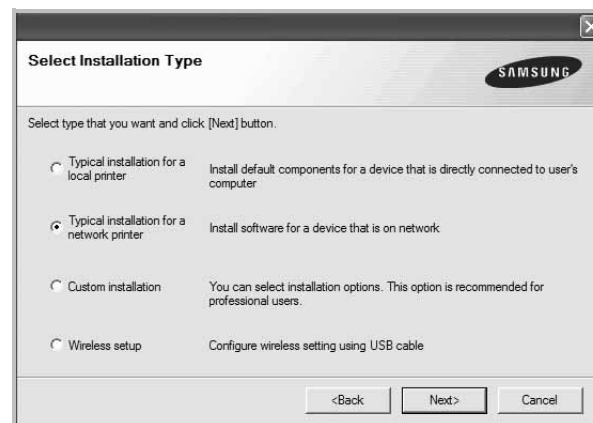 Select Installation Type
SAMSUNG
Select type that you want and click [Next] button.
Typical installation for a
local printer
Install default components for a device that is directly connected to user's
computer
Typical installation for a
network printer
Install software for a device that is on network
Custom installation
You can select installation options. This option is recommended for
professional users.
Wireless setup
Configure wireless setting using USB cable
<Back
Next>
Cancel